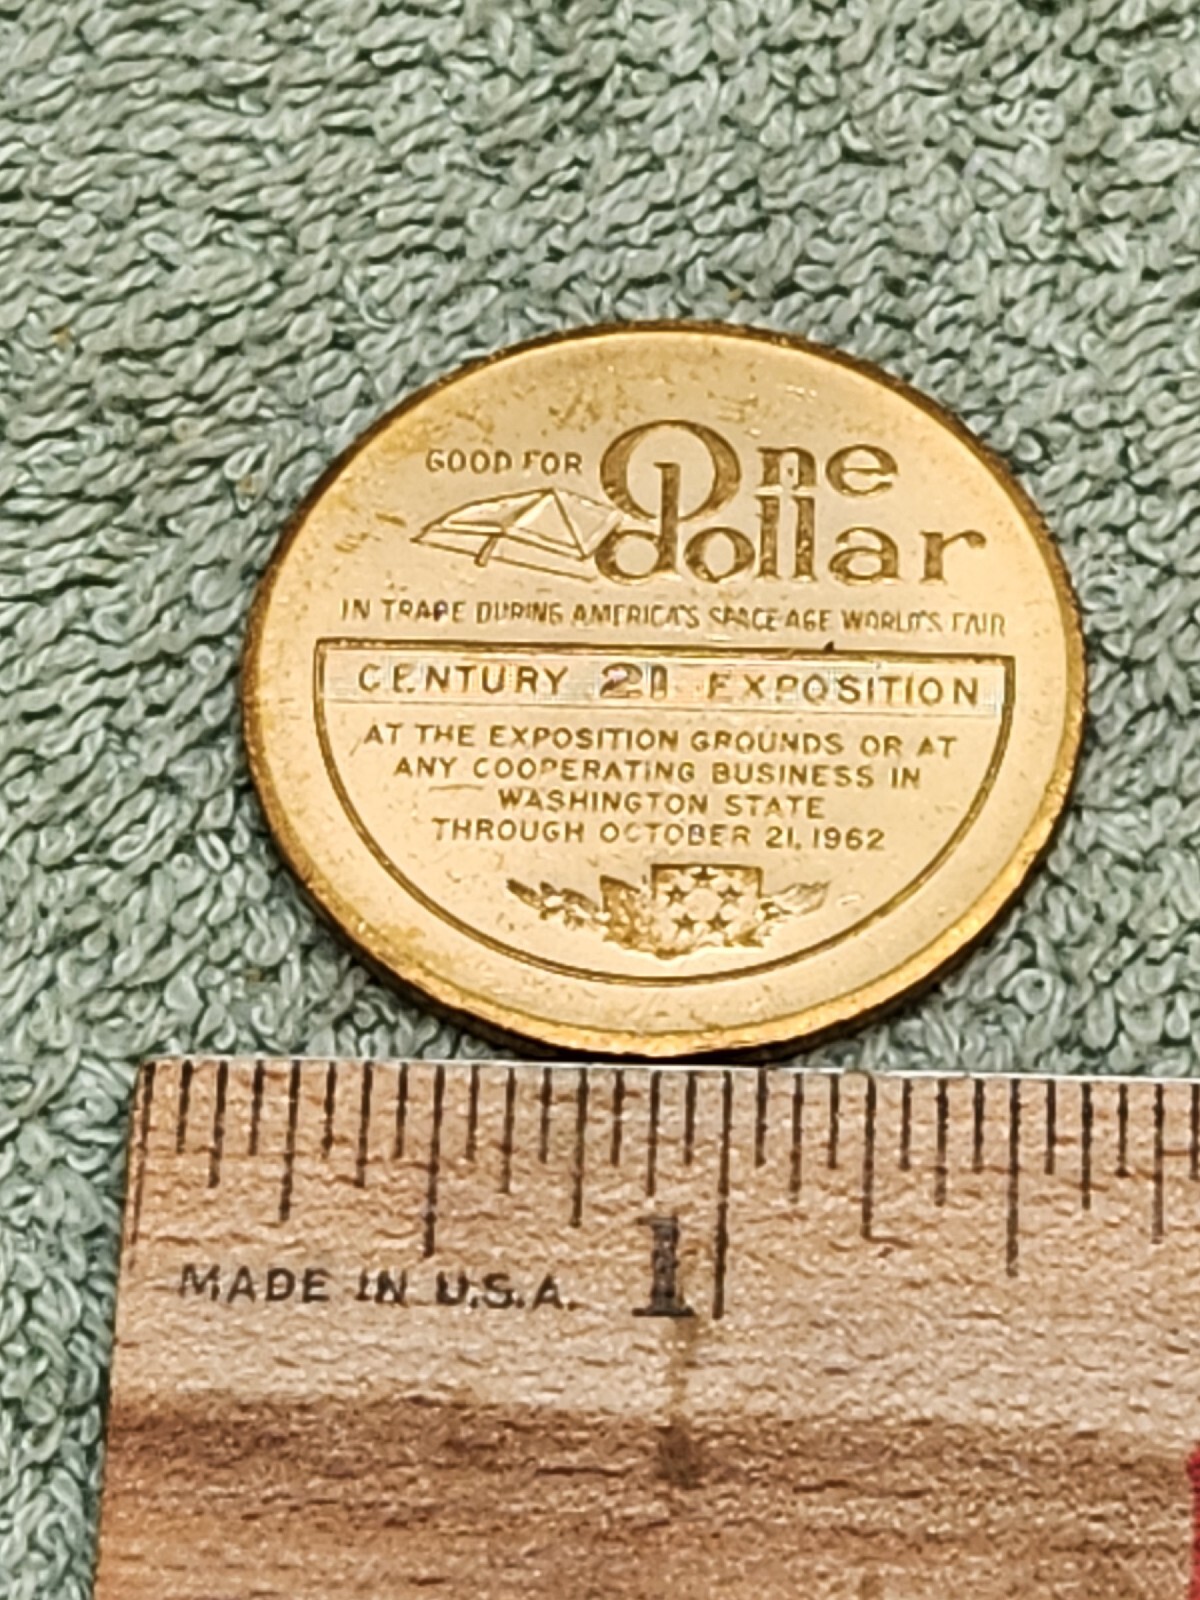 GOOD FOR One
dollar
IN TRADE DURING AMERICA'S SPACE AGE WORLD'S FAIR
CENTURY 21 EXPOSITION
AT THE EXPOSITION GROUNDS OR AT
ANY COOPERATING BUSINESS IN
WASHINGTON STATE
THROUGH OCTOBER 21, 1962
MADE IN U.S.A. 1